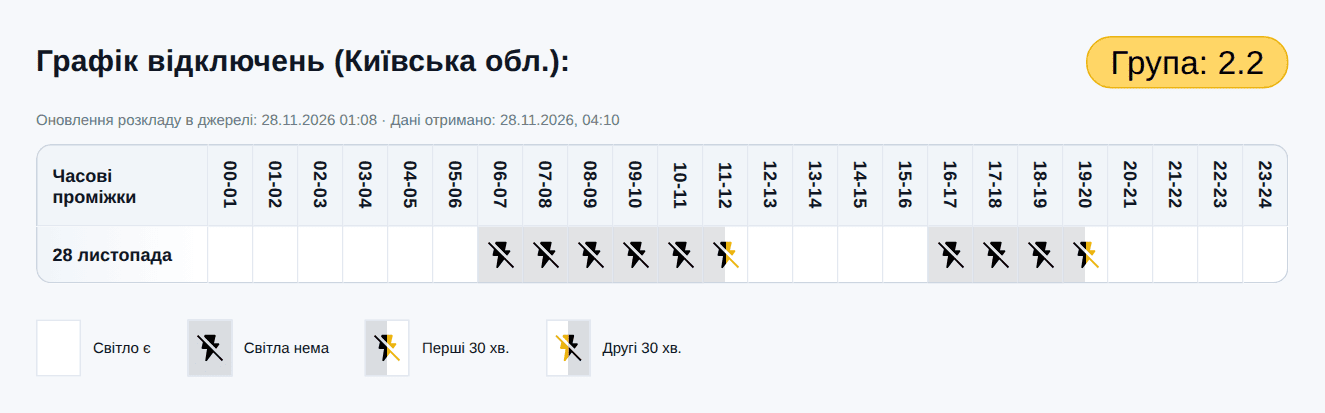 Графік відключень (Київська обл.):
Група: 2.2
Оновлення розкладу в джерелі: 28.11.2026 01:08 · Дані отримано: 28.11.2026, 04:10
Часові
проміжки
00-01
01-02
02-03
03-04
04-05
05-06
06-07
07-08
08-09
09-10
10-11
11-12
12-13
13-14
14-15
15-16
16-17
17-18
18-19
19-20
20-21
21-22
22-23
23-24
28 листопада
Світло є
Світла нема
Перші 30 хв.
Другі 30 хв.